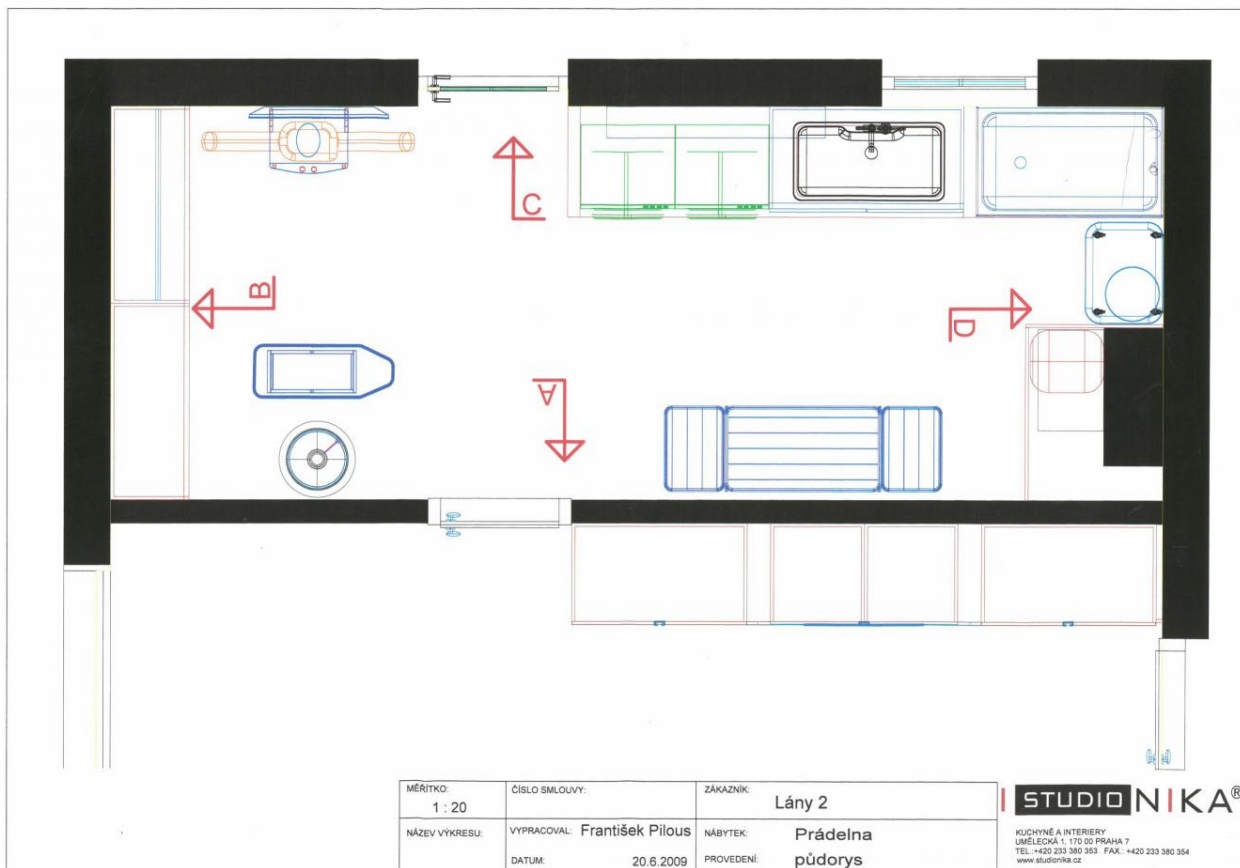 C
B
D
A
MĚŘÍTKO:
1 : 20
ČÍSLO SMLOUVY:
ZÁKAZNÍK:
Lány 2
NÁZEV VÝKRESU:
VYPRACOVAL: František Pilous
NÁBYTEK: Prádelna
DATUM: 20.6.2009
PROVEDENÍ: půdorys
STUDIO NIKA®
KUCHYNĚ A INTERIERY
UMĚLECKÁ 1, 170 00 PRAHA 7
TEL.:+420 233 380 353 FAX.: +420 233 380 354
www.studionika.cz